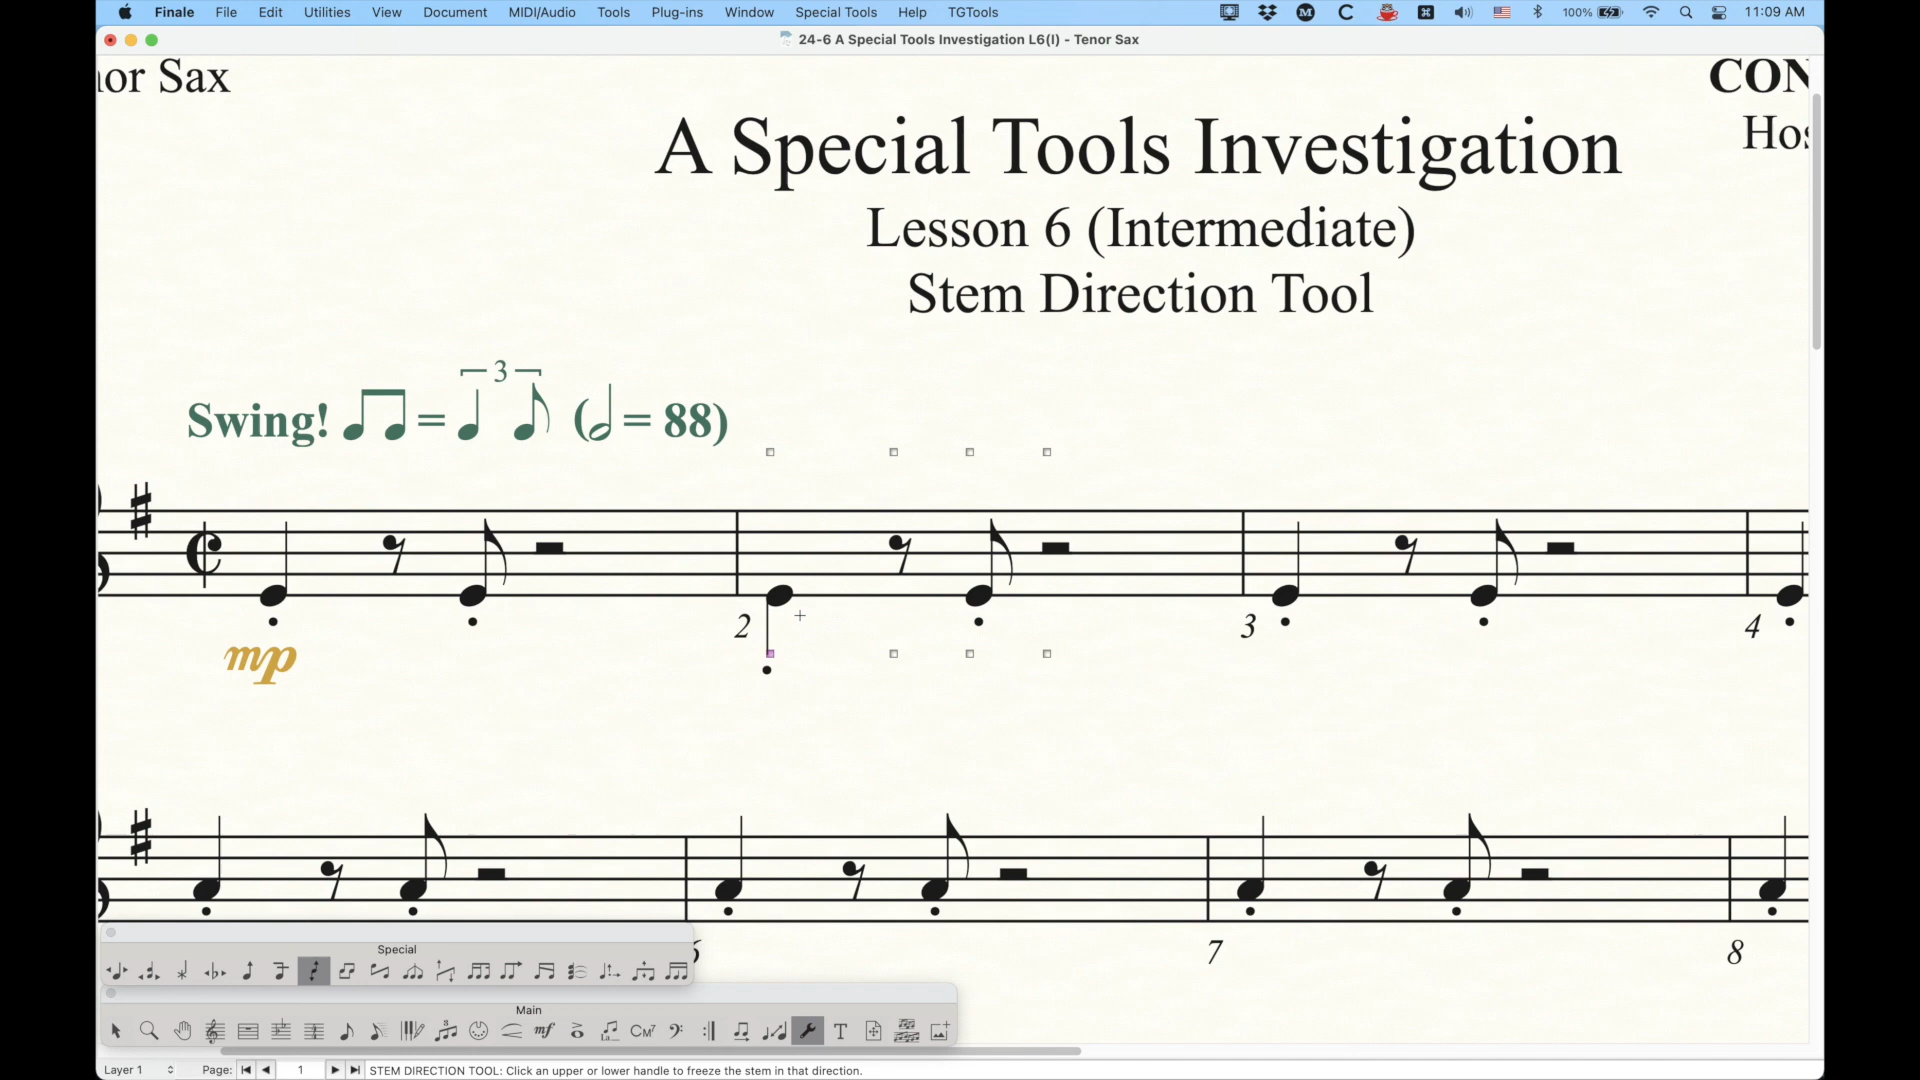 Finale File Edit Utilities View Document MIDI/Audio Tools Plug-ins Window Special Tools Help TGTools 100% 11:09 AM
24-6 A Special Tools Investigation L6(I) - Tenor Sax
or Sax
CON
Hos
A Special Tools Investigation
Lesson 6 (Intermediate)
Stem Direction Tool
Swing! = 3 ( = 88)
2 3 4
mp
7 8
Special
Main
mf CM7 T
Layer 1 Page: 1 STEM DIRECTION TOOL: Click an upper or lower handle to freeze the stem in that direction.